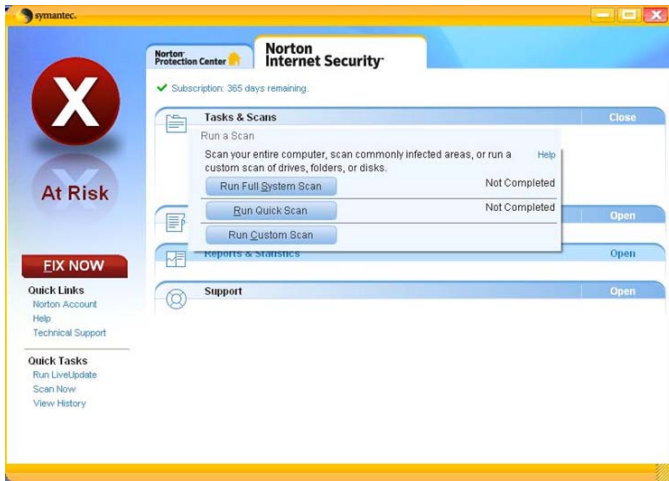 symantec.
Norton
Protection Center
Norton
Internet Security
Subscription: 365 days remaining.
X
At Risk
FIX NOW
Quick Links
Norton Account
Help
Technical Support
Quick Tasks
Run LiveUpdate
Scan Now
View History
Tasks & Scans Close
Run a Scan
Scan your entire computer, scan commonly infected areas, or run a Help
custom scan of drives, folders, or disks.
Run Full System Scan Not Completed
Run Quick Scan Not Completed
Run Custom Scan
Open
Reports & Statistics Open
Support Open